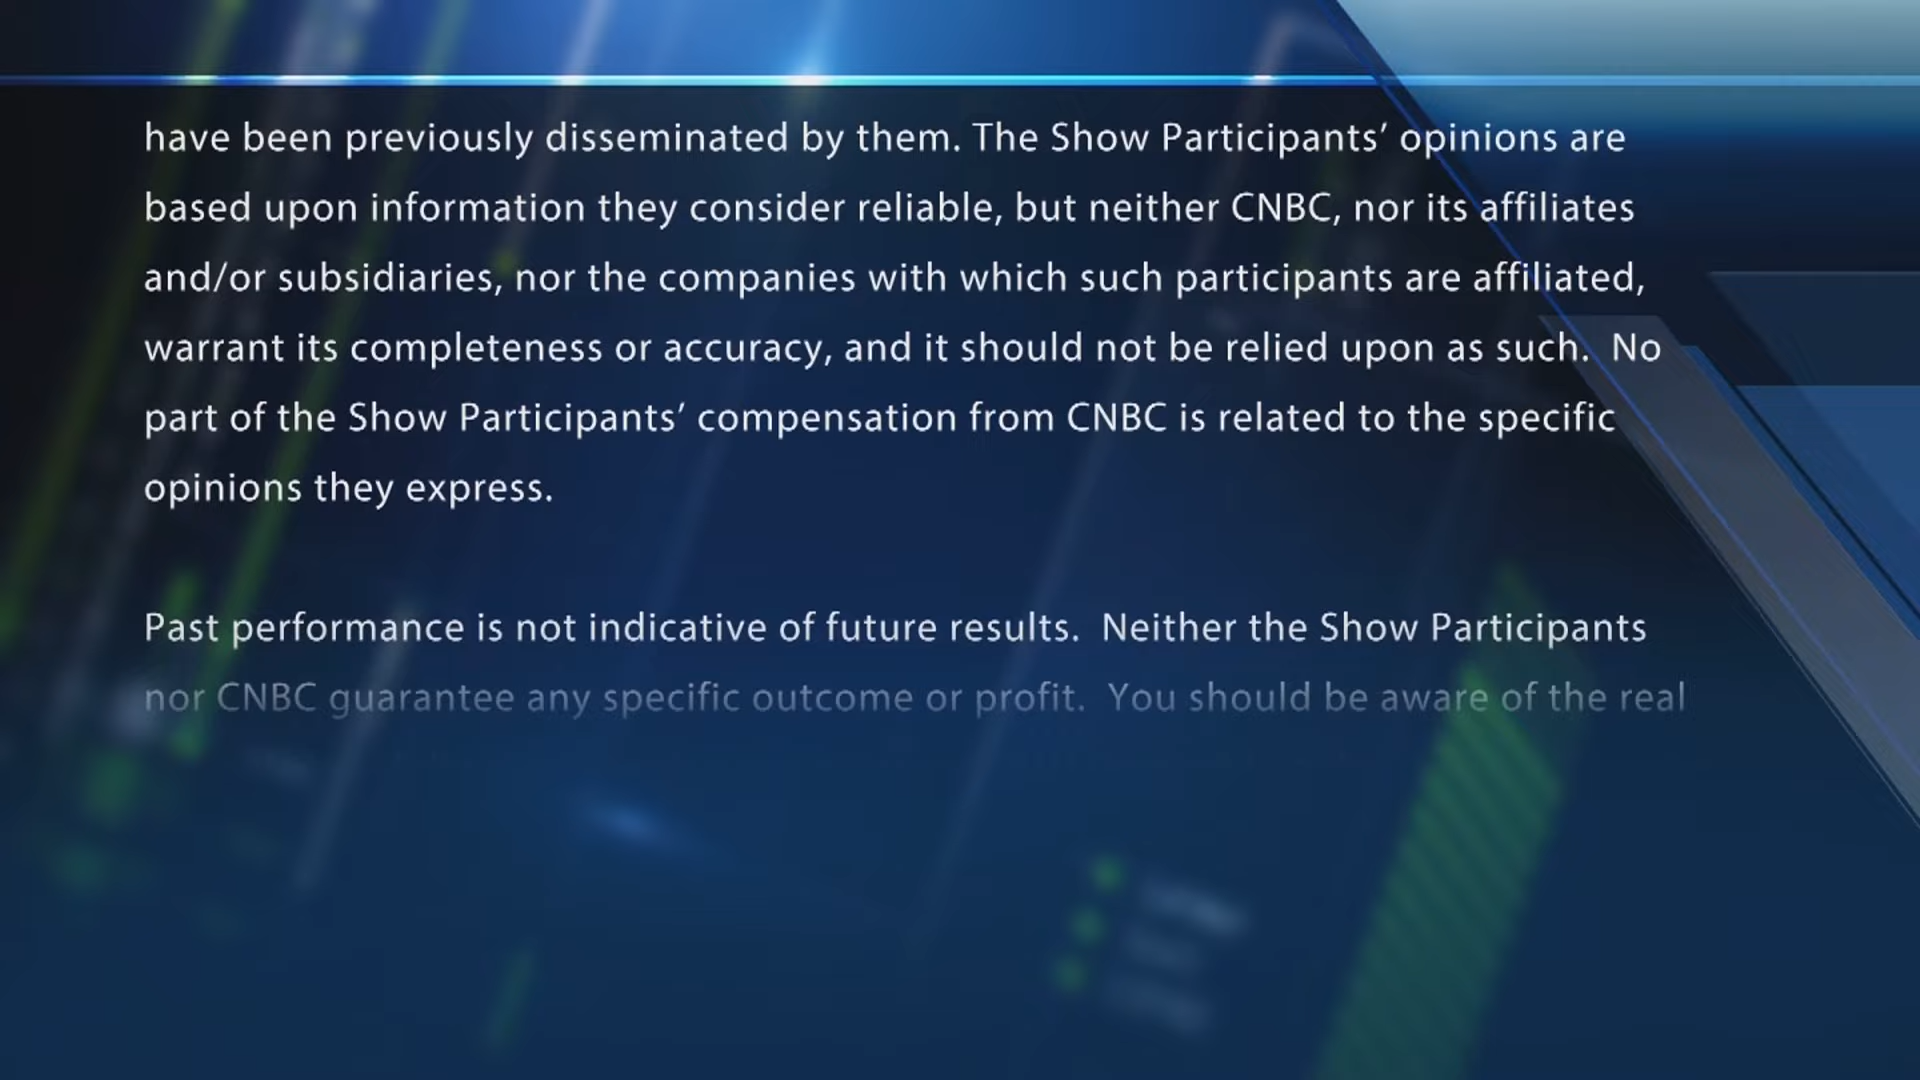 have been previously disseminated by them. The Show Participants’ opinions are
based upon information they consider reliable, but neither CNBC, nor its affiliates
and/or subsidiaries, nor the companies with which such participants are affiliated,
warrant its completeness or accuracy, and it should not be relied upon as such.  No
part of the Show Participants’ compensation from CNBC is related to the specific
opinions they express.
Past performance is not indicative of future results.  Neither the Show Participants
nor CNBC guarantee any specific outcome or profit.  You should be aware of the real